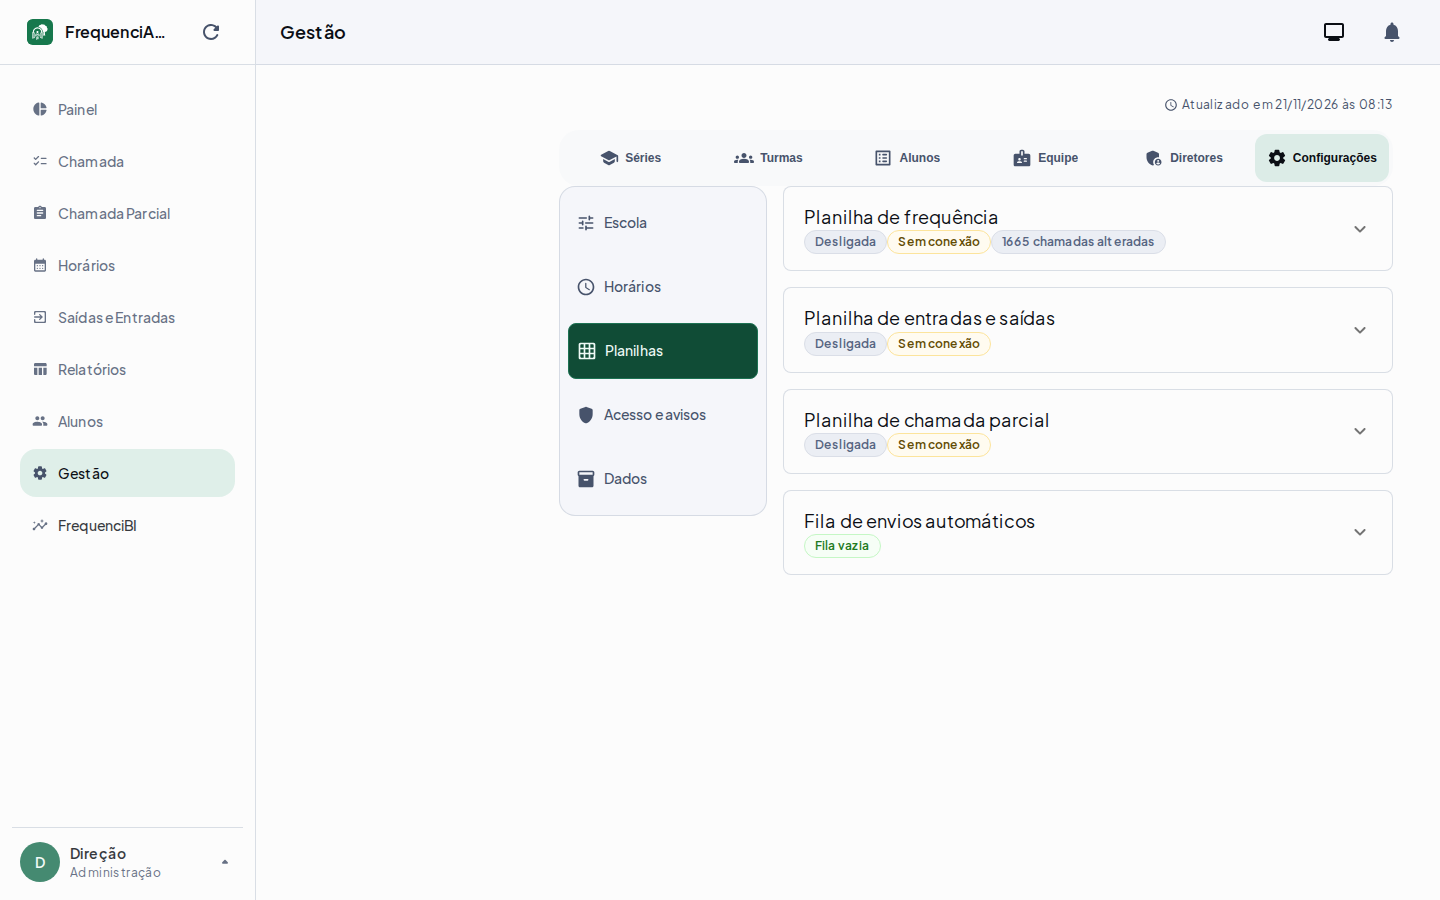 FrequenciA...
Gestão
Painel
Chamada
Chamada Parcial
Horários
Saídas e Entradas
Relatórios
Alunos
Gestão
FrequenciBI
D
Direção
Administração
Atualizado em 21/11/2026 às 08:13
Séries
Turmas
Alunos
Equipe
Diretores
Configurações
Escola
Horários
Planilhas
Acesso e avisos
Dados
Planilha de frequência
Desligada
Sem conexão
1665 chamadas alteradas
Planilha de entradas e saídas
Desligada
Sem conexão
Planilha de chamada parcial
Desligada
Sem conexão
Fila de envios automáticos
Fila vazia